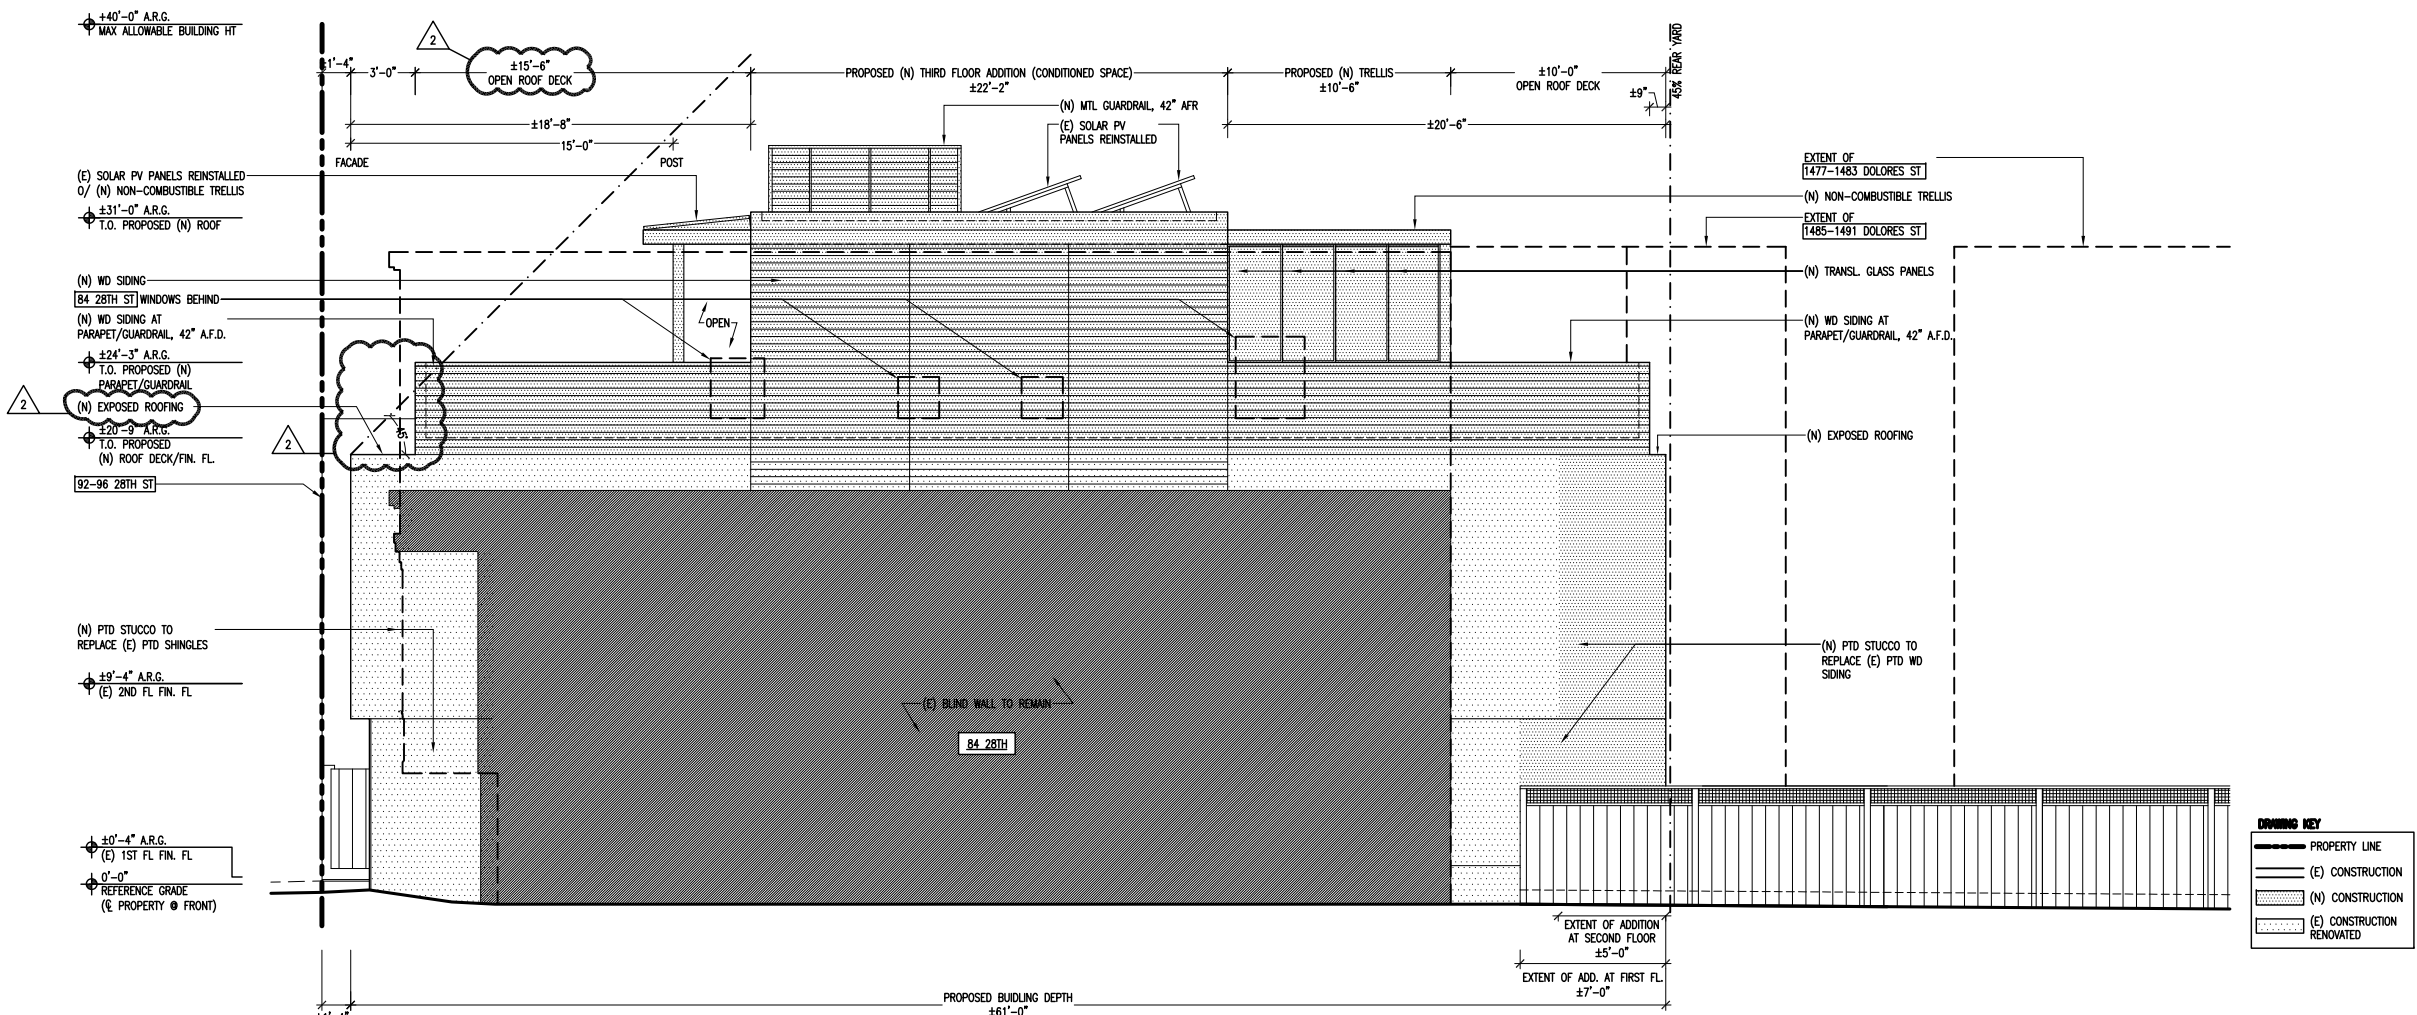 +40'-0" A.R.G.
MAX ALLOWABLE BUILDING HT
2
±1'-4"
3'-0"
±15'-6"
OPEN ROOF DECK
PROPOSED (N) THIRD FLOOR ADDITION (CONDITIONED SPACE)
±22'-2"
PROPOSED (N) TRELLIS
±10'-6"
±10'-0"
OPEN ROOF DECK
±9"
45% REAR YARD
±18'-8"
15'-0"
±20'-6"
FACADE
POST
(N) MTL GUARDRAIL, 42" AFR
(E) SOLAR PV
PANELS REINSTALLED
(E) SOLAR PV PANELS REINSTALLED
O/ (N) NON-COMBUSTIBLE TRELLIS
±31'-0" A.R.G.
T.O. PROPOSED (N) ROOF
(N) WD SIDING
84 28TH ST WINDOWS BEHIND
(N) WD SIDING AT
PARAPET/GUARDRAIL, 42" A.F.D.
±24'-3" A.R.G.
T.O. PROPOSED (N)
PARAPET/GUARDRAIL
2
(N) EXPOSED ROOFING
±20'-9" A.R.G.
T.O. PROPOSED
(N) ROOF DECK/FIN. FL.
2
45°
OPEN
92-96 28TH ST
EXTENT OF
1477-1483 DOLORES ST
(N) NON-COMBUSTIBLE TRELLIS
EXTENT OF
1485-1491 DOLORES ST
(N) TRANSL. GLASS PANELS
(N) WD SIDING AT
PARAPET/GUARDRAIL, 42" A.F.D.
(N) EXPOSED ROOFING
(N) PTD STUCCO TO
REPLACE (E) PTD SHINGLES
±9'-4" A.R.G.
(E) 2ND FL FIN. FL
(E) BLIND WALL TO REMAIN
84 28TH
(N) PTD STUCCO TO
REPLACE (E) PTD WD
SIDING
±0'-4" A.R.G.
(E) 1ST FL FIN. FL
0'-0"
REFERENCE GRADE
(℄ PROPERTY @ FRONT)
DRAWING KEY
PROPERTY LINE
(E) CONSTRUCTION
(N) CONSTRUCTION
(E) CONSTRUCTION
RENOVATED
EXTENT OF ADDITION
AT SECOND FLOOR
±5'-0"
EXTENT OF ADD. AT FIRST FL.
±7'-0"
PROPOSED BUIDLING DEPTH
±61'-0"
±1'-4"